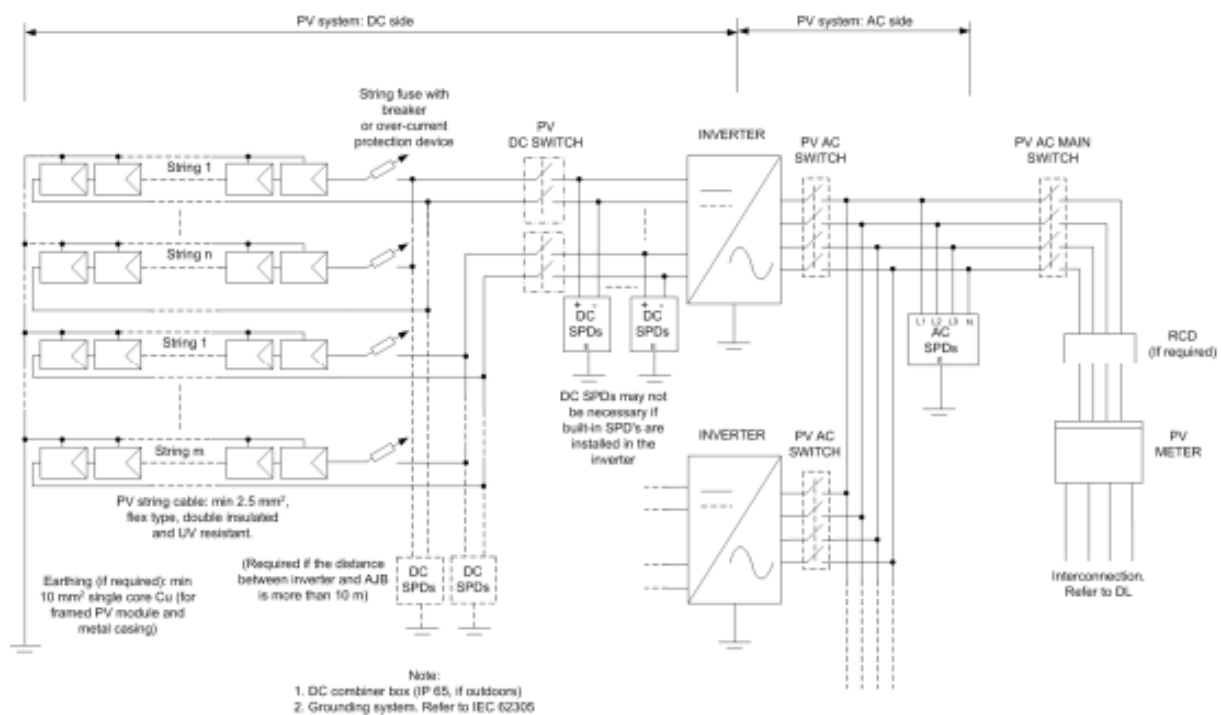 PV system: DC side
PV system: AC side
String fuse with
breaker
or over-current
protection device
PV
DC SWITCH
INVERTER
PV AC
SWITCH
PV AC MAIN
SWITCH
String 1
String n
String 1
String m
+ -
DC
SPDs
E
+ -
DC
SPDs
E
L1 L2 L3 N
AC
SPDs
E
RCD
(If required)
DC SPDs may not
be necessary if
built-in SPD's are
installed in the
inverter
INVERTER
PV AC
SWITCH
PV
METER
PV string cable: min 2.5 mm²,
flex type, double insulated
and UV resistant.
(Required if the distance
between inverter and AJB
is more than 10 m)
DC
SPDs
DC
SPDs
Earthing (if required): min
10 mm² single core Cu (for
framed PV module and
metal casing)
Interconnection.
Refer to DL
Note:
1. DC combiner box (IP 65, if outdoors)
2. Grounding system. Refer to IEC 62305